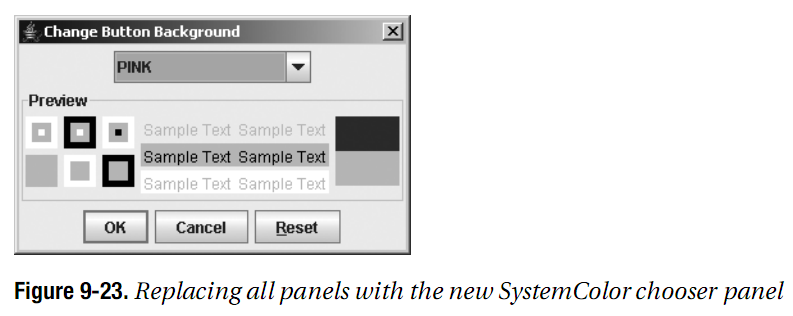 Change Button Background
PINK
Preview
Sample Text Sample Text
Sample Text Sample Text
Sample Text Sample Text
OK Cancel Reset
Figure 9-23. Replacing all panels with the new SystemColor chooser panel